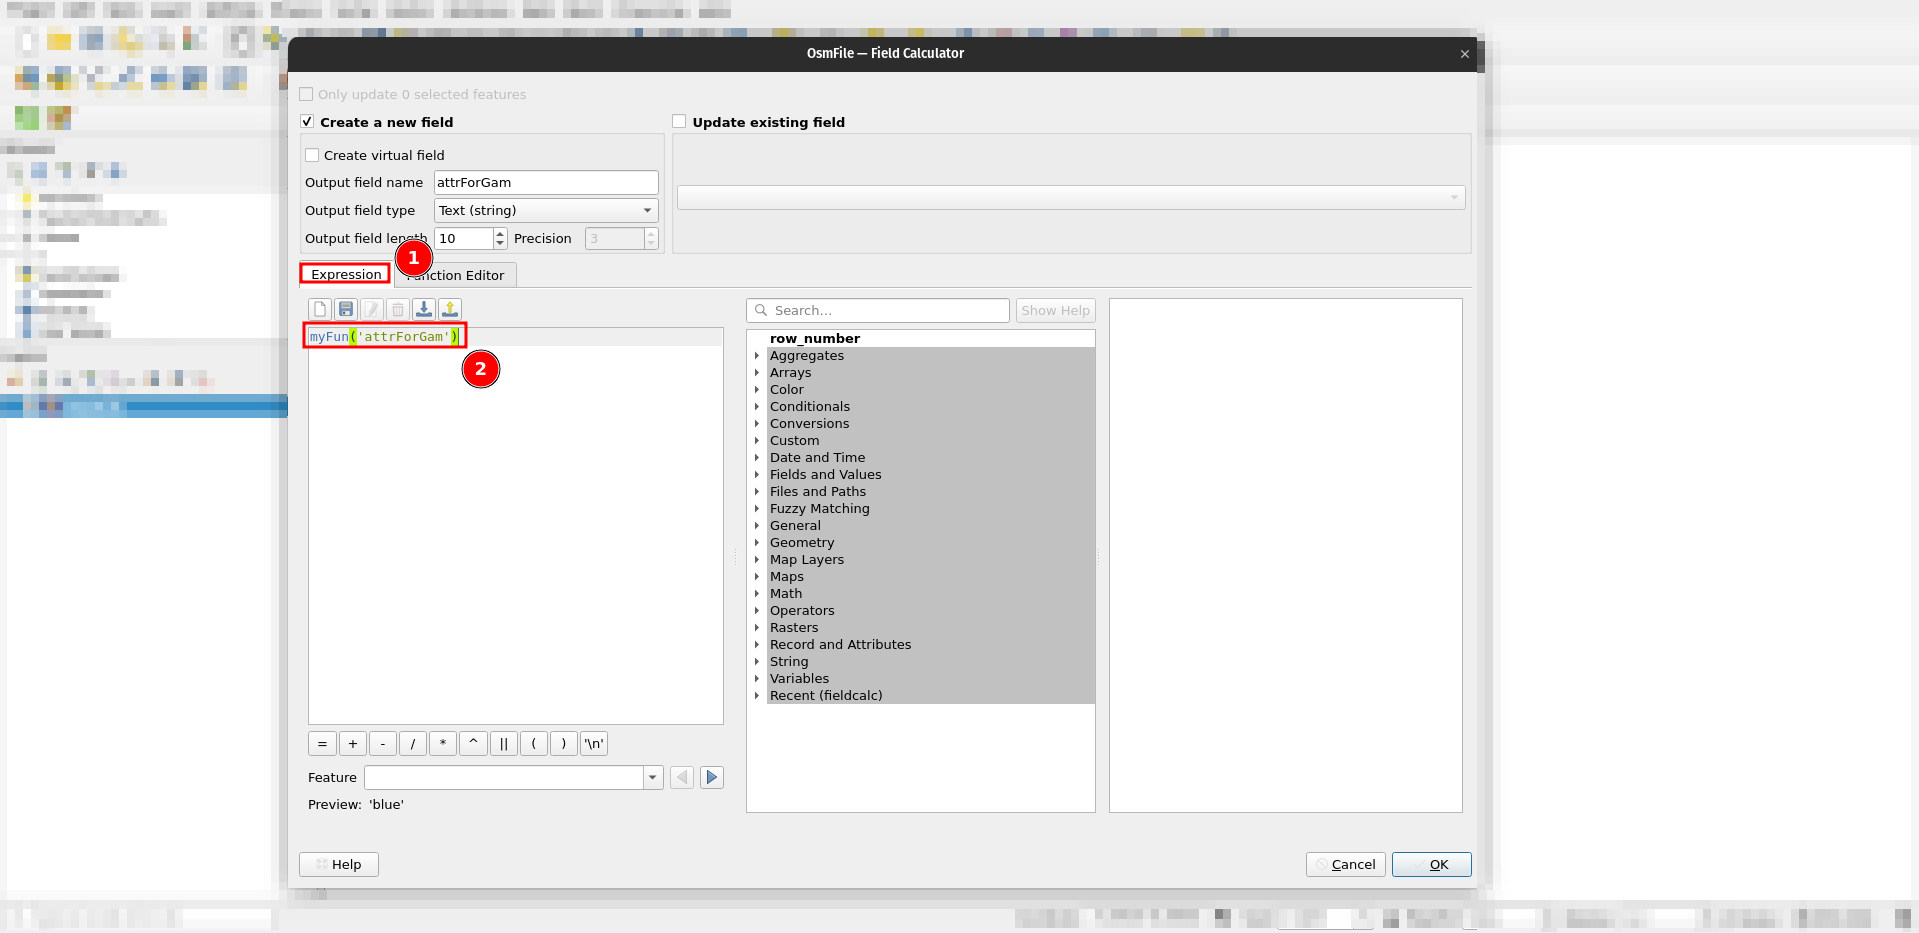 OsmFile — Field Calculator
Only update 0 selected features
Create a new field
Update existing field
Create virtual field
Output field name attrForGam
Output field type Text (string)
Output field length 10 Precision 3
1
Expression Function Editor
Search... Show Help
myFun('attrForGam')
2
row_number
Aggregates
Arrays
Color
Conditionals
Conversions
Custom
Date and Time
Fields and Values
Files and Paths
Fuzzy Matching
General
Geometry
Map Layers
Maps
Math
Operators
Rasters
Record and Attributes
String
Variables
Recent (fieldcalc)
= + - / * ^ || ( ) '\n'
Feature
Preview: 'blue'
Help Cancel OK